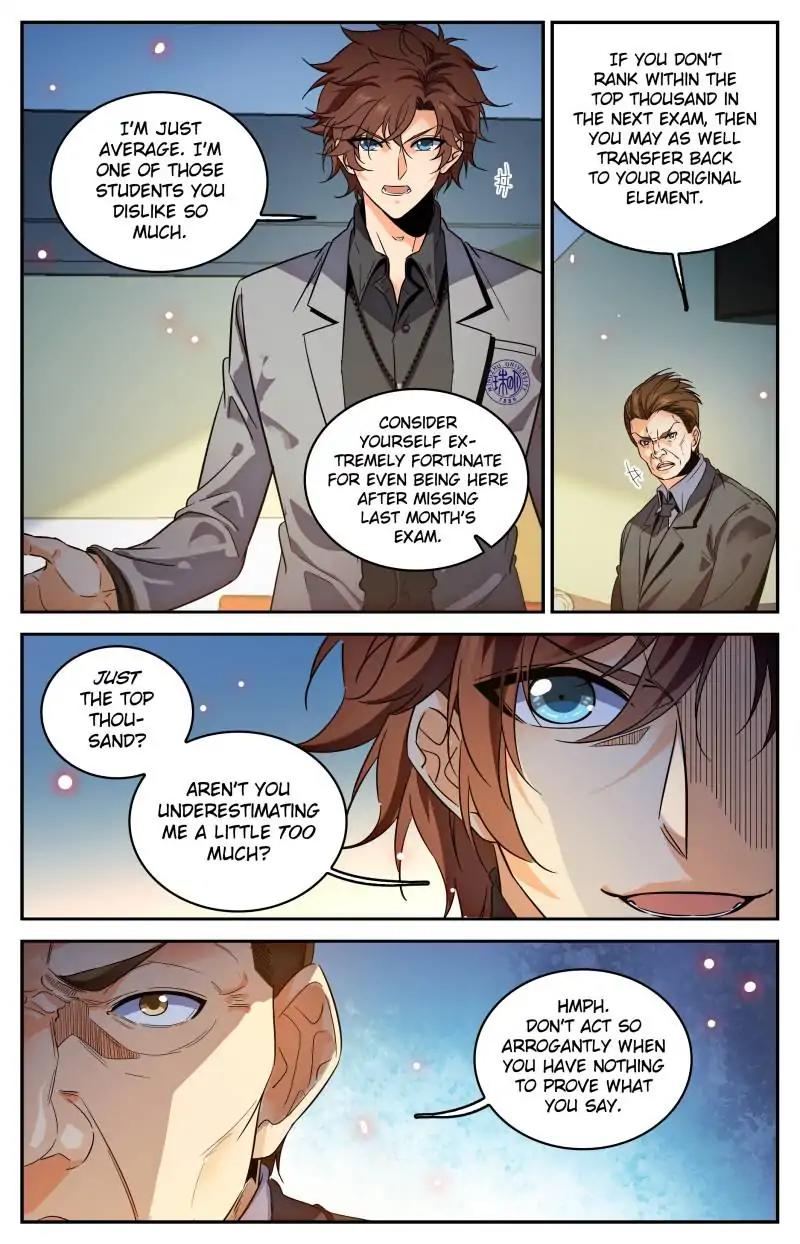 I'M JUST
AVERAGE. I'M
ONE OF THOSE
STUDENTS YOU
DISLIKE SO
MUCH.
CONSIDER
YOURSELF EX-
TREMELY FORTUNATE
FOR EVEN BEING HERE
AFTER MISSING
LAST MONTH'S
EXAM.
IF YOU DON'T
RANK WITHIN THE
TOP THOUSAND IN
THE NEXT EXAM, THEN
YOU MAY AS WELL
TRANSFER BACK
TO YOUR ORIGINAL
ELEMENT.
JUST
THE TOP
THOU-
SAND?
AREN'T YOU
UNDERESTIMATING
ME A LITTLE TOO
MUCH?
HMPH.
DON'T ACT SO
ARROGANTLY WHEN
YOU HAVE NOTHING
TO PROVE WHAT
YOU SAY.